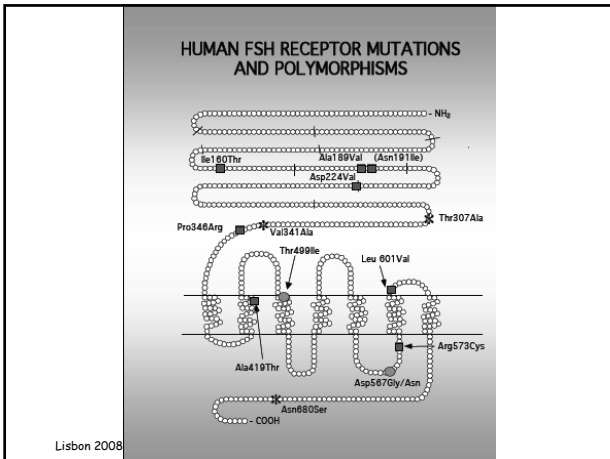 HUMAN FSH RECEPTOR MUTATIONS
AND POLYMORPHISMS
- NH₂
Ile160Thr
Ala189Val
(Asn191Ile)
Asp224Val
Thr307Ala
Pro346Arg
Val341Ala
Thr499Ile
Leu 601Val
Arg573Cys
Ala419Thr
Asp567Gly/Asn
Asn680Ser
- COOH
Lisbon 2008